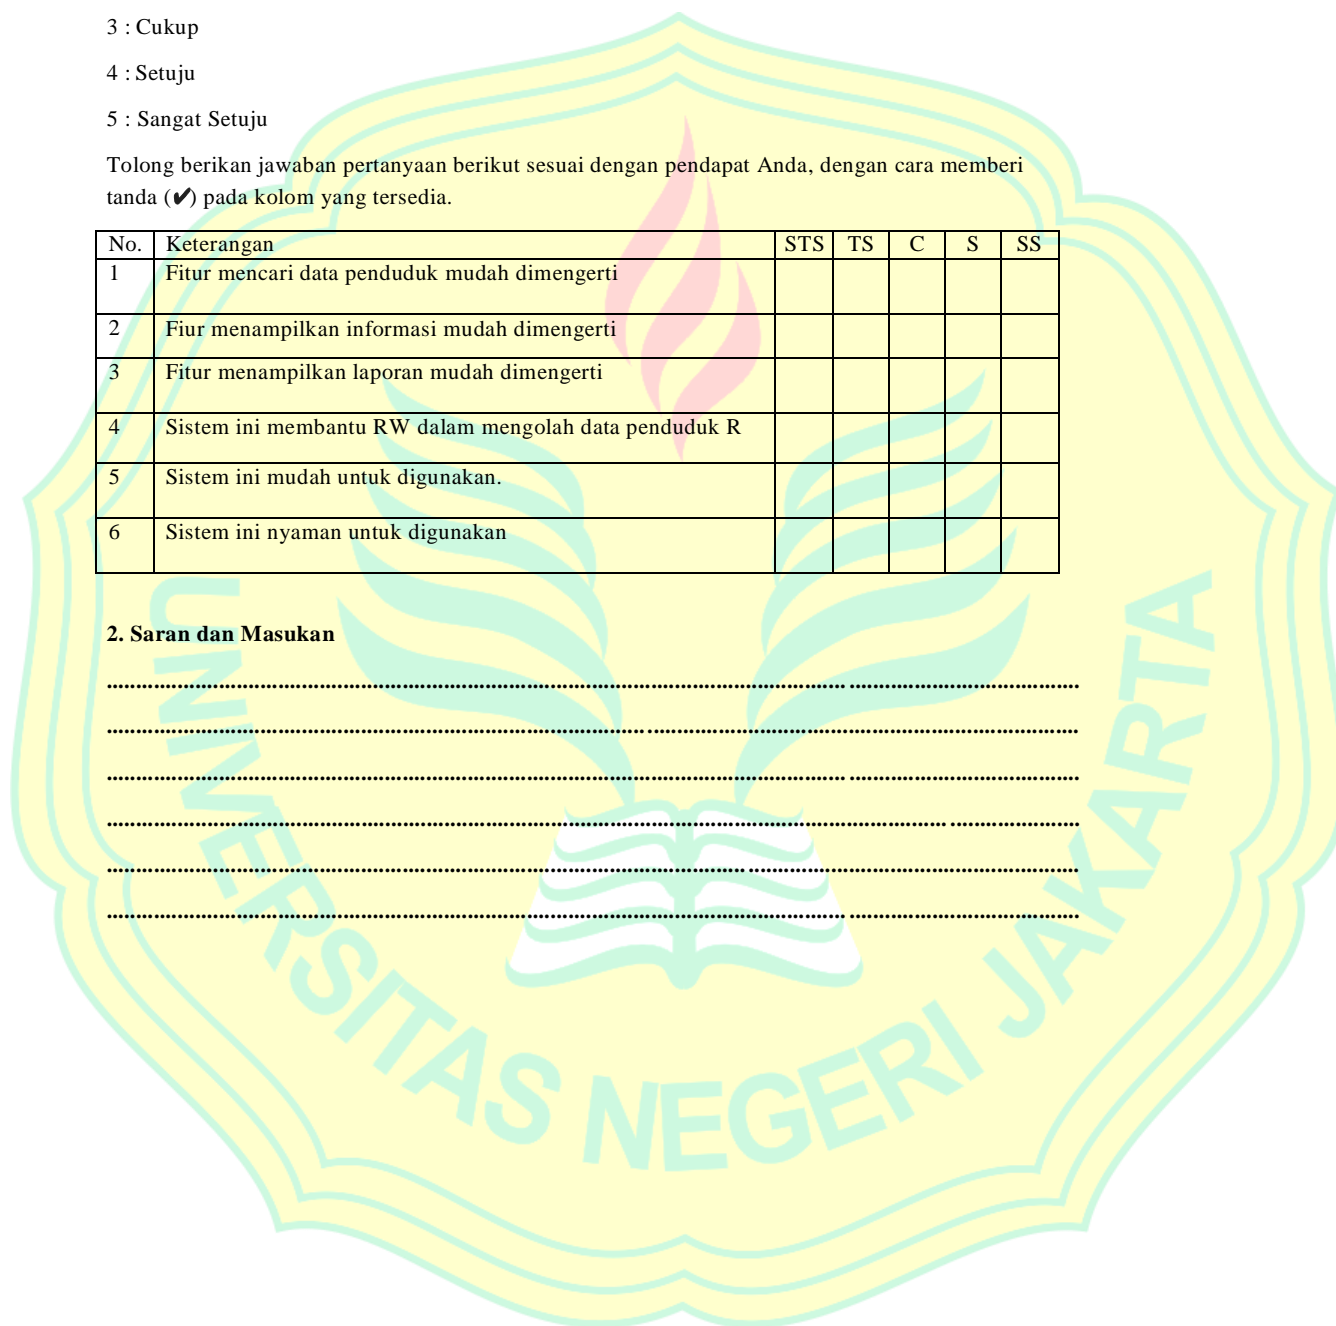 3 : Cukup
4 : Setuju
5 : Sangat Setuju
Tolong berikan jawaban pertanyaan berikut sesuai dengan pendapat Anda, dengan cara memberi
tanda (✔) pada kolom yang tersedia.
No. Keterangan STS TS C S SS
1 Fitur mencari data penduduk mudah dimengerti
2 Fiur menampilkan informasi mudah dimengerti
3 Fitur menampilkan laporan mudah dimengerti
4 Sistem ini membantu RW dalam mengolah data penduduk R
5 Sistem ini mudah untuk digunakan.
6 Sistem ini nyaman untuk digunakan
2. Saran dan Masukan
UNIVERSITAS NEGERI JAKARTA